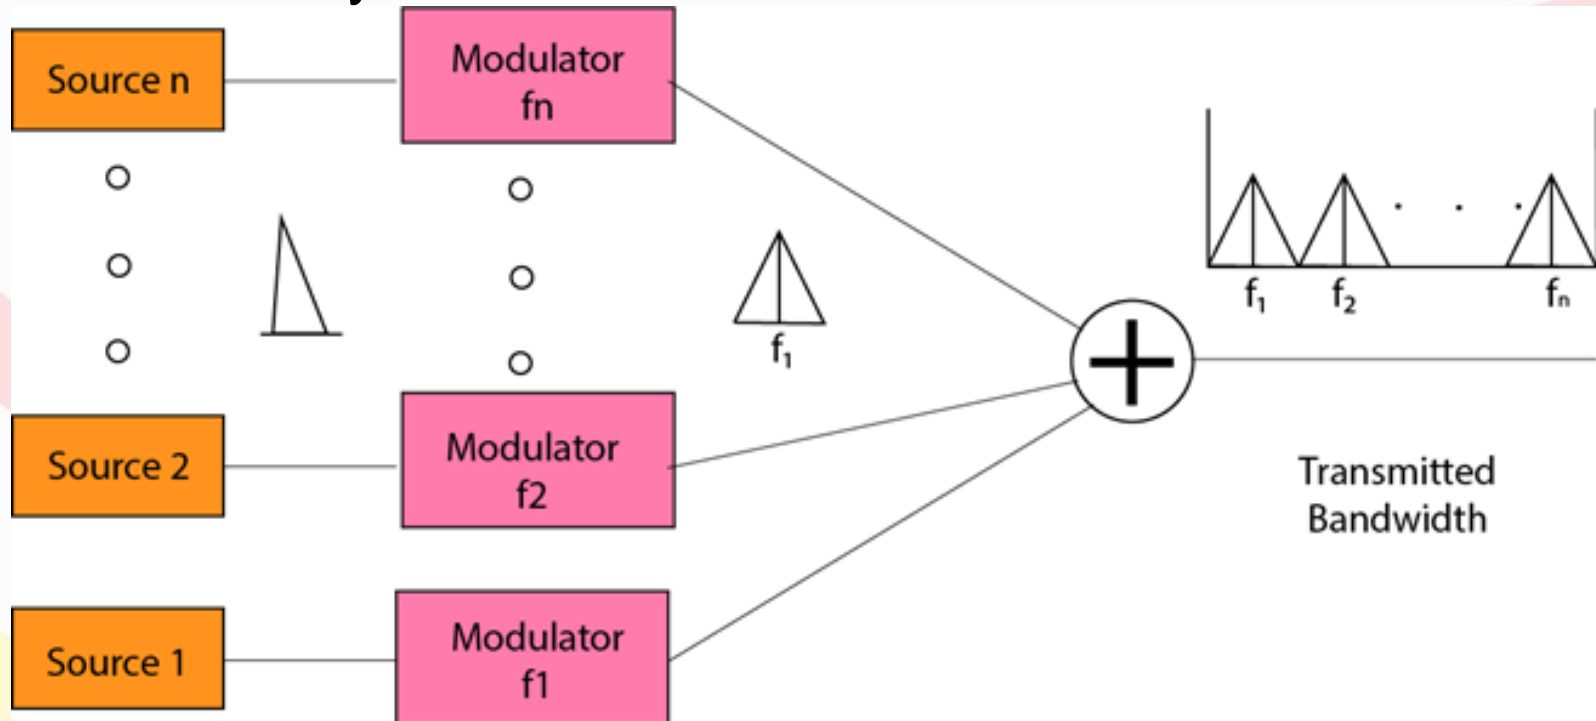 Source n
Modulator
fn
f₁
f₁
f₂
fₙ
Source 2
Modulator
f2
Transmitted
Bandwidth
Source 1
Modulator
f1